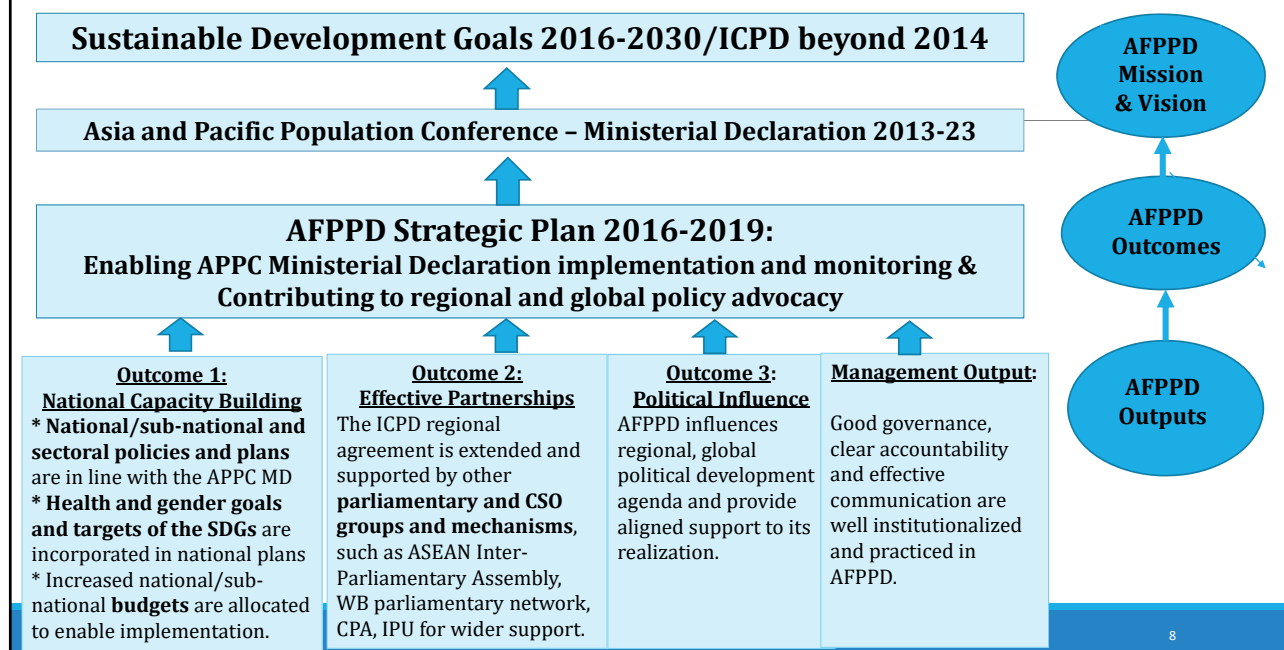 Sustainable Development Goals 2016-2030/ICPD beyond 2014
Asia and Pacific Population Conference – Ministerial Declaration 2013-23
AFPPD Strategic Plan 2016-2019:
Enabling APPC Ministerial Declaration implementation and monitoring &
Contributing to regional and global policy advocacy
Outcome 1:
National Capacity Building
* National/sub-national and
sectoral policies and plans
are in line with the APPC MD
* Health and gender goals
and targets of the SDGs are
incorporated in national plans
* Increased national/sub-
national budgets are allocated
to enable implementation.
Outcome 2:
Effective Partnerships
The ICPD regional
agreement is extended and
supported by other
parliamentary and CSO
groups and mechanisms,
such as ASEAN Inter-
Parliamentary Assembly,
WB parliamentary network,
CPA, IPU for wider support.
Outcome 3:
Political Influence
AFPPD influences
regional, global
political development
agenda and provide
aligned support to its
realization.
Management Output:
Good governance,
clear accountability
and effective
communication are
well institutionalized
and practiced in
AFPPD.
AFPPD
Mission
& Vision
AFPPD
Outcomes
AFPPD
Outputs
8